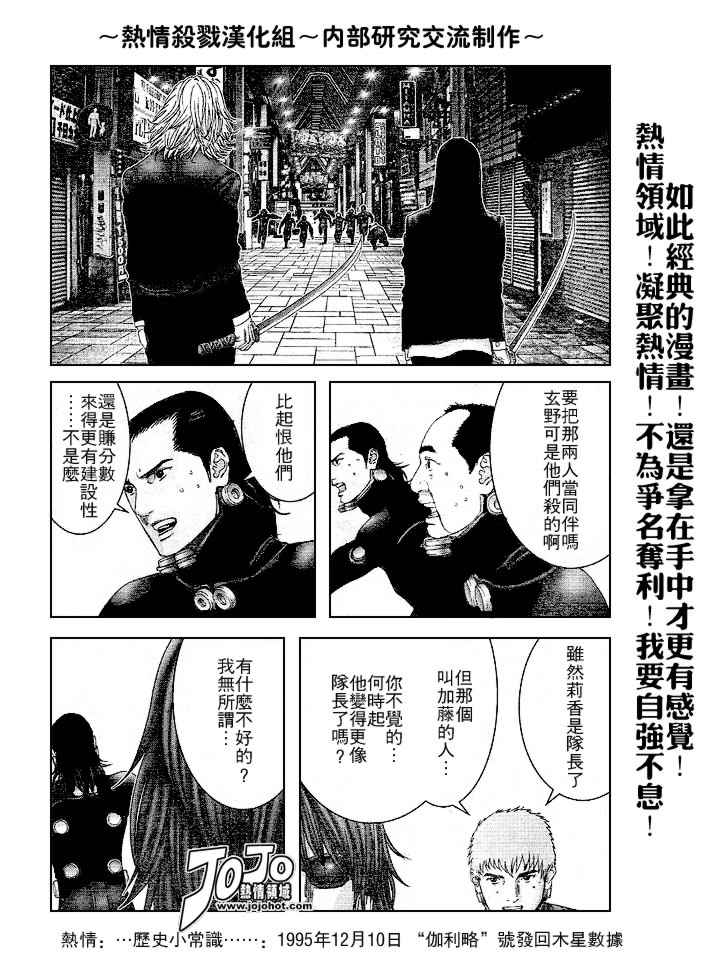 ～熱情殺戮漢化組～内部研究交流制作～
如此經典的漫畫！還是拿在手中才更有感覺！
熱情領域！凝聚熱情！不為爭名奪利！我要自強不息！
要把那兩人當同伴嗎
玄野可是他們殺的啊
比起恨他們
還是賺分數
來得更有建設性
……不是麼
雖然莉香是隊長了
但那個
叫加藤的人…
你不覺的…
何時起
他變得更像
隊長了嗎？
有什麼不好的？
我無所謂…
JOJO
熱情領域
www.jojohot.com
熱情：…歷史小常識……：1995年12月10日 “伽利略”號發回木星數據